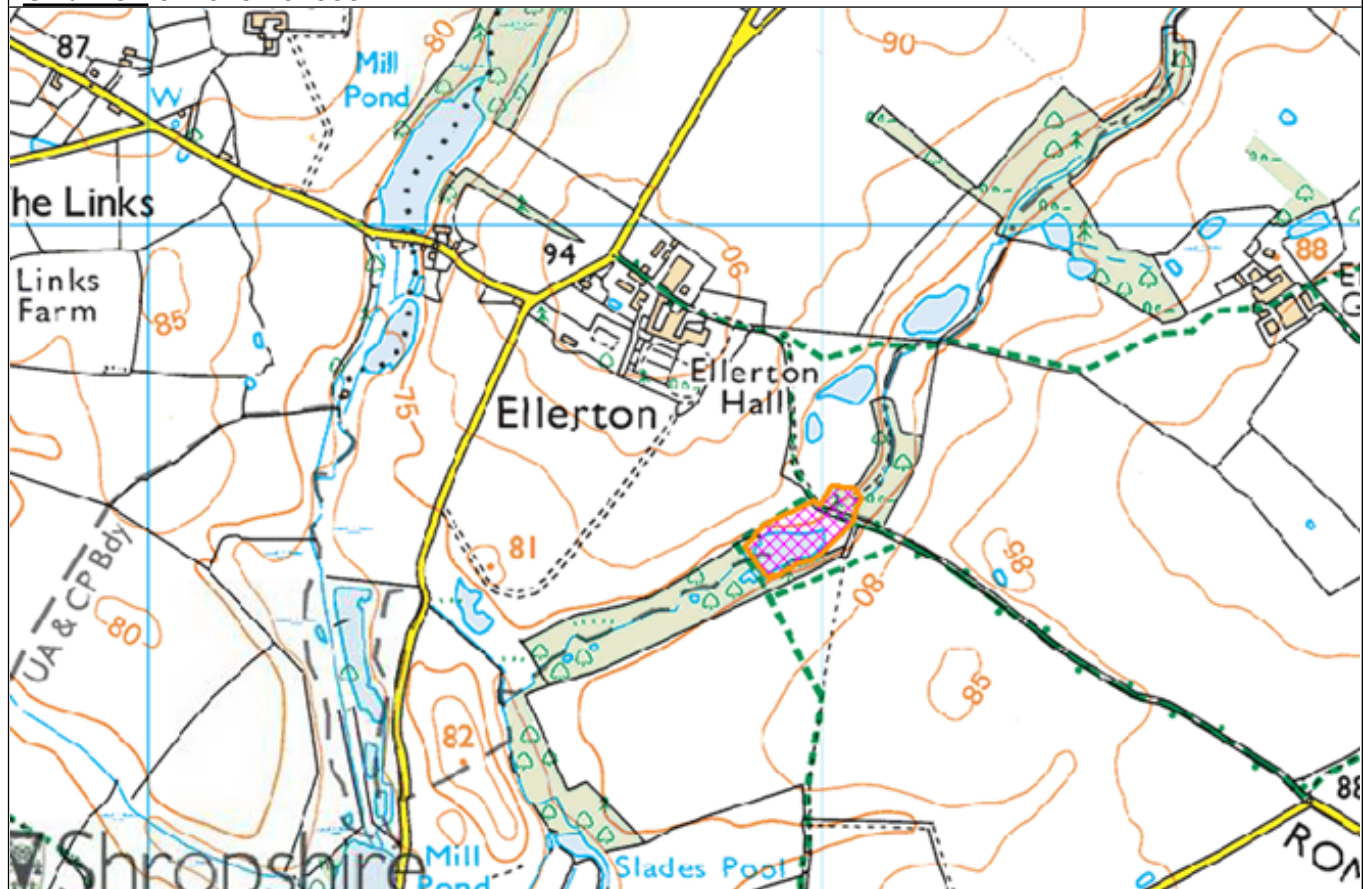 87
80
90
Mill
Pond
W
he Links
94
90
88
Links
Farm
85
75
Ellerton
Hall
Ellerton
81
85
80
UA & CP Bdy
80
85
82
88
Shropshire
Mill
Pond
Slades Pool
RON